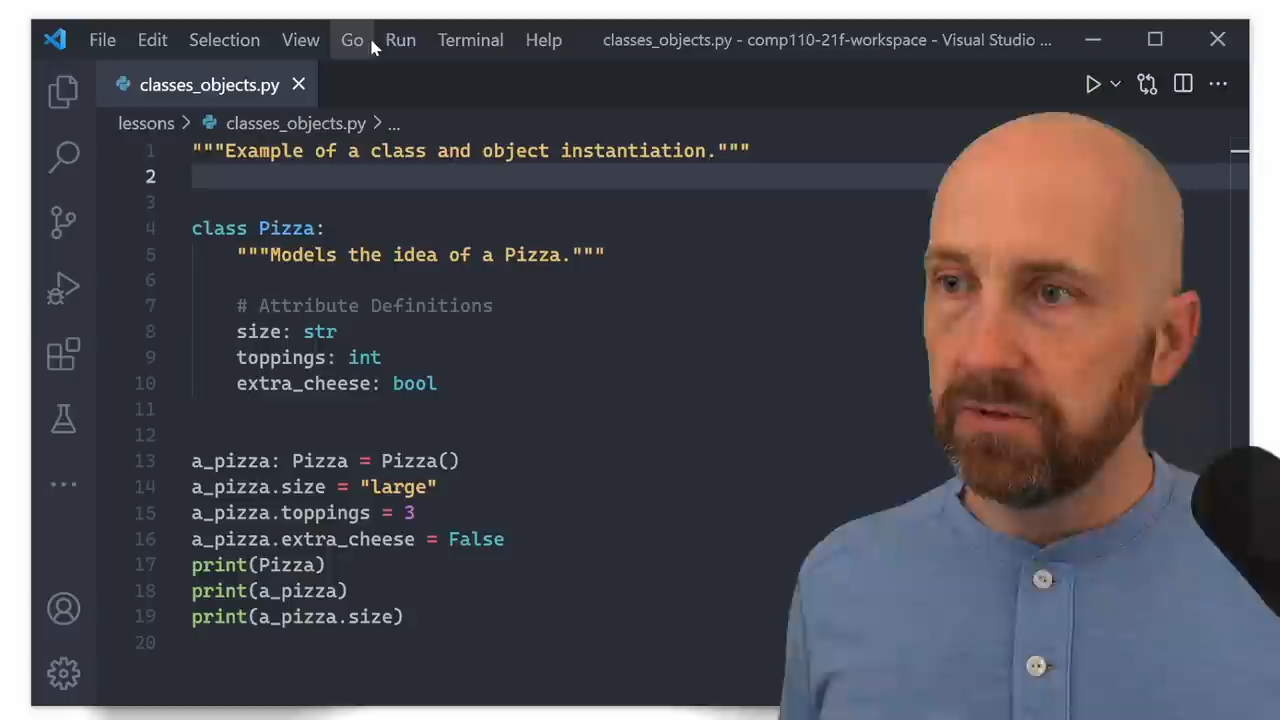 File Edit Selection View Go Run Terminal Help classes_objects.py - comp110-21f-workspace - Visual Studio ...
classes_objects.py
lessons > classes_objects.py > ...
1 """Example of a class and object instantiation."""
2
3
4 class Pizza:
5 """Models the idea of a Pizza."""
6
7 # Attribute Definitions
8 size: str
9 toppings: int
10 extra_cheese: bool
11
12
13 a_pizza: Pizza = Pizza()
14 a_pizza.size = "large"
15 a_pizza.toppings = 3
16 a_pizza.extra_cheese = False
17 print(Pizza)
18 print(a_pizza)
19 print(a_pizza.size)
20